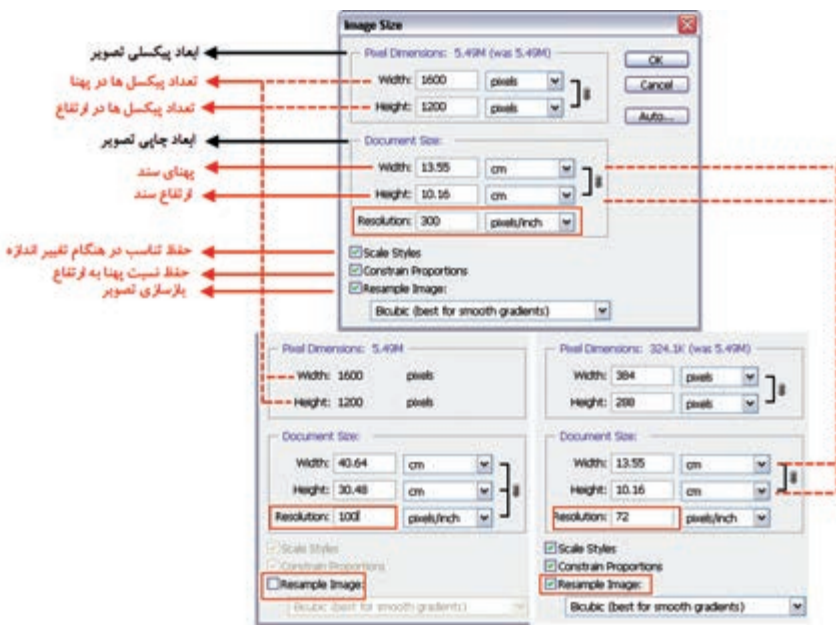 Image Size
ابعاد پیکسلی تصویر
Pixel Dimensions: 5.49M (was 5.49M)
OK
تعداد پیکسل ها در پهنا
Width: 1600 pixels
Cancel
تعداد پیکسل ها در ارتفاع
Height: 1200 pixels
Auto...
ابعاد چاپی تصویر
Document Size:
پهنای سند
Width: 13.55 cm
ارتفاع سند
Height: 10.16 cm
Resolution: 300 pixels/inch
حفظ تناسب در هنگام تغییر اندازه
Scale Styles
حفظ نسبت پهنا به ارتفاع
Constrain Proportions
بازسازی تصویر
Resample Image:
Bicubic (best for smooth gradients)
Pixel Dimensions: 5.49M
Width: 1600 pixels
Height: 1200 pixels
Document Size:
Width: 40.64 cm
Height: 30.48 cm
Resolution: 100 pixels/inch
Scale Styles
Constrain Proportions
Resample Image:
Bicubic (best for smooth gradients)
Pixel Dimensions: 324.1K (was 5.49M)
Width: 384 pixels
Height: 288 pixels
Document Size:
Width: 13.55 cm
Height: 10.16 cm
Resolution: 72 pixels/inch
Scale Styles
Constrain Proportions
Resample Image:
Bicubic (best for smooth gradients)